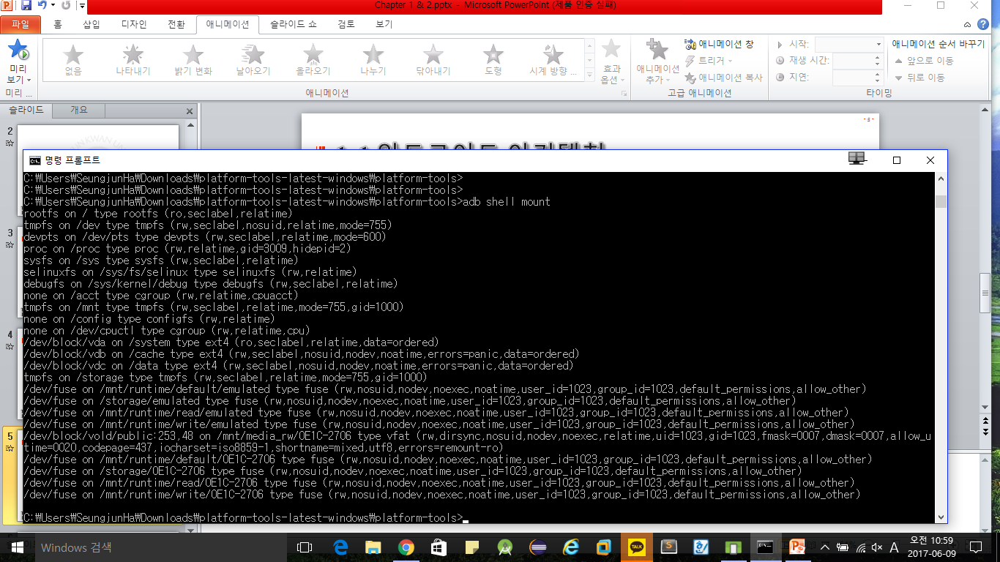 Chapter 1 & 2.pptx - Microsoft PowerPoint (제품 인증 실패)
파일 홈 삽입 디자인 전환 애니메이션 슬라이드 쇼 검토 보기
미리 보기
없음 나타내기 밝기 변화 날아오기 올라오기 나누기 닦아내기 도형 시계 방향 ...
효과 옵션
애니메이션 추가
애니메이션 창
트리거
애니메이션 복사
시작:
재생 시간:
지연:
애니메이션 순서 바꾸기
앞으로 이동
뒤로 이동
미리 ... 애니메이션 고급 애니메이션 타이밍
슬라이드 개요
2
3
4
5
- 5 -
명령 프롬프트
C:\Users\SeungjunHa\Downloads\platform-tools-latest-windows\platform-tools>
C:\Users\SeungjunHa\Downloads\platform-tools-latest-windows\platform-tools>
C:\Users\SeungjunHa\Downloads\platform-tools-latest-windows\platform-tools>adb shell mount
rootfs on / type rootfs (ro,seclabel,relatime)
tmpfs on /dev type tmpfs (rw,seclabel,nosuid,relatime,mode=755)
devpts on /dev/pts type devpts (rw,seclabel,relatime,mode=600)
proc on /proc type proc (rw,relatime,gid=3009,hidepid=2)
sysfs on /sys type sysfs (rw,seclabel,relatime)
selinuxfs on /sys/fs/selinux type selinuxfs (rw,relatime)
debugfs on /sys/kernel/debug type debugfs (rw,seclabel,relatime)
none on /acct type cgroup (rw,relatime,cpuacct)
tmpfs on /mnt type tmpfs (rw,seclabel,relatime,mode=755,gid=1000)
none on /config type configfs (rw,relatime)
none on /dev/cpuctl type cgroup (rw,relatime,cpu)
/dev/block/vda on /system type ext4 (ro,seclabel,relatime,data=ordered)
/dev/block/vdb on /cache type ext4 (rw,seclabel,nosuid,nodev,noatime,errors=panic,data=ordered)
/dev/block/vdc on /data type ext4 (rw,seclabel,nosuid,nodev,noatime,errors=panic,data=ordered)
tmpfs on /storage type tmpfs (rw,seclabel,relatime,mode=755,gid=1000)
/dev/fuse on /mnt/runtime/default/emulated type fuse (rw,nosuid,nodev,noexec,noatime,user_id=1023,group_id=1023,default_permissions,allow_other)
/dev/fuse on /storage/emulated type fuse (rw,nosuid,nodev,noexec,noatime,user_id=1023,group_id=1023,default_permissions,allow_other)
/dev/fuse on /mnt/runtime/read/emulated type fuse (rw,nosuid,nodev,noexec,noatime,user_id=1023,group_id=1023,default_permissions,allow_other)
/dev/fuse on /mnt/runtime/write/emulated type fuse (rw,nosuid,nodev,noexec,noatime,user_id=1023,group_id=1023,default_permissions,allow_other)
/dev/block/vold/public:253,48 on /mnt/media_rw/0E1C-2706 type vfat (rw,dirsync,nosuid,nodev,noexec,relatime,uid=1023,gid=1023,fmask=0007,dmask=0007,allow_u
time=0020,codepage=437,iocharset=iso8859-1,shortname=mixed,utf8,errors=remount-ro)
/dev/fuse on /mnt/runtime/default/0E1C-2706 type fuse (rw,nosuid,nodev,noexec,noatime,user_id=1023,group_id=1023,default_permissions,allow_other)
/dev/fuse on /storage/0E1C-2706 type fuse (rw,nosuid,nodev,noexec,noatime,user_id=1023,group_id=1023,default_permissions,allow_other)
/dev/fuse on /mnt/runtime/read/0E1C-2706 type fuse (rw,nosuid,nodev,noexec,noatime,user_id=1023,group_id=1023,default_permissions,allow_other)
/dev/fuse on /mnt/runtime/write/0E1C-2706 type fuse (rw,nosuid,nodev,noexec,noatime,user_id=1023,group_id=1023,default_permissions,allow_other)
C:\Users\SeungjunHa\Downloads\platform-tools-latest-windows\platform-tools>
Windows 검색
TALK
A
오전 10:59
2017-06-09